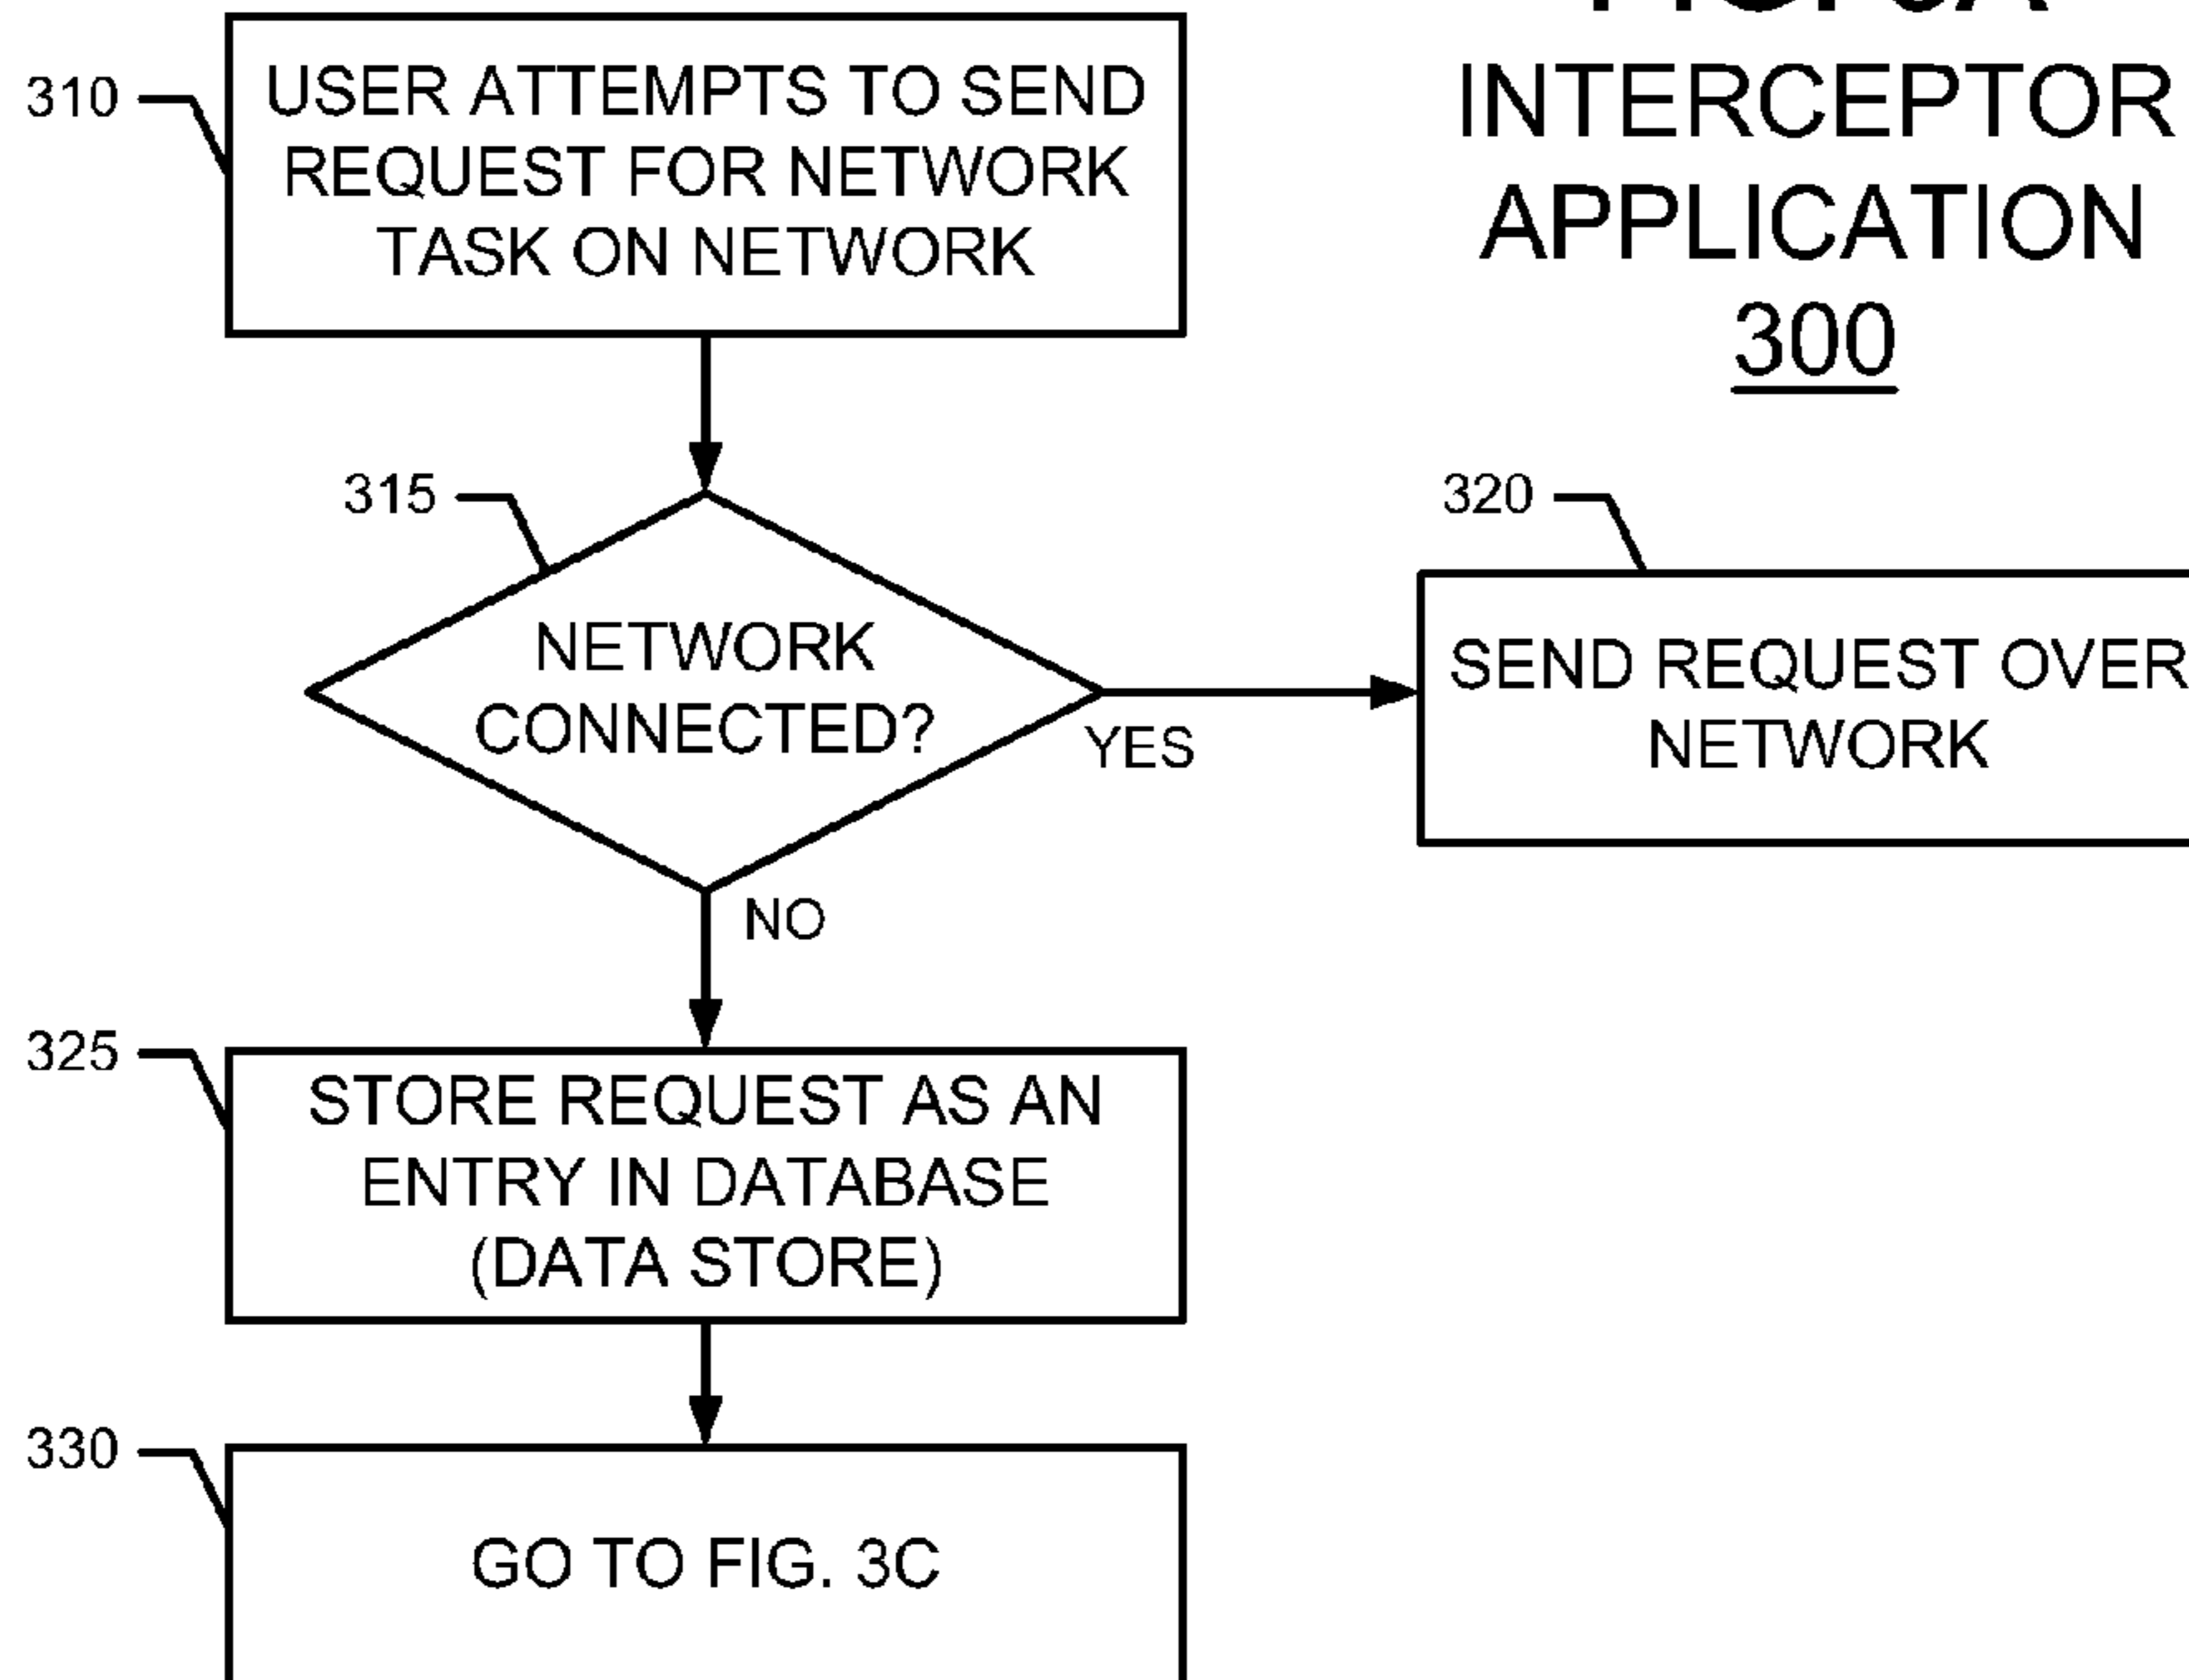 310
USER ATTEMPTS TO SEND
REQUEST FOR NETWORK
TASK ON NETWORK
INTERCEPTOR
APPLICATION
300
315
NETWORK
CONNECTED?
YES
NO
320
SEND REQUEST OVER
NETWORK
325
STORE REQUEST AS AN
ENTRY IN DATABASE
(DATA STORE)
330
GO TO FIG. 3C